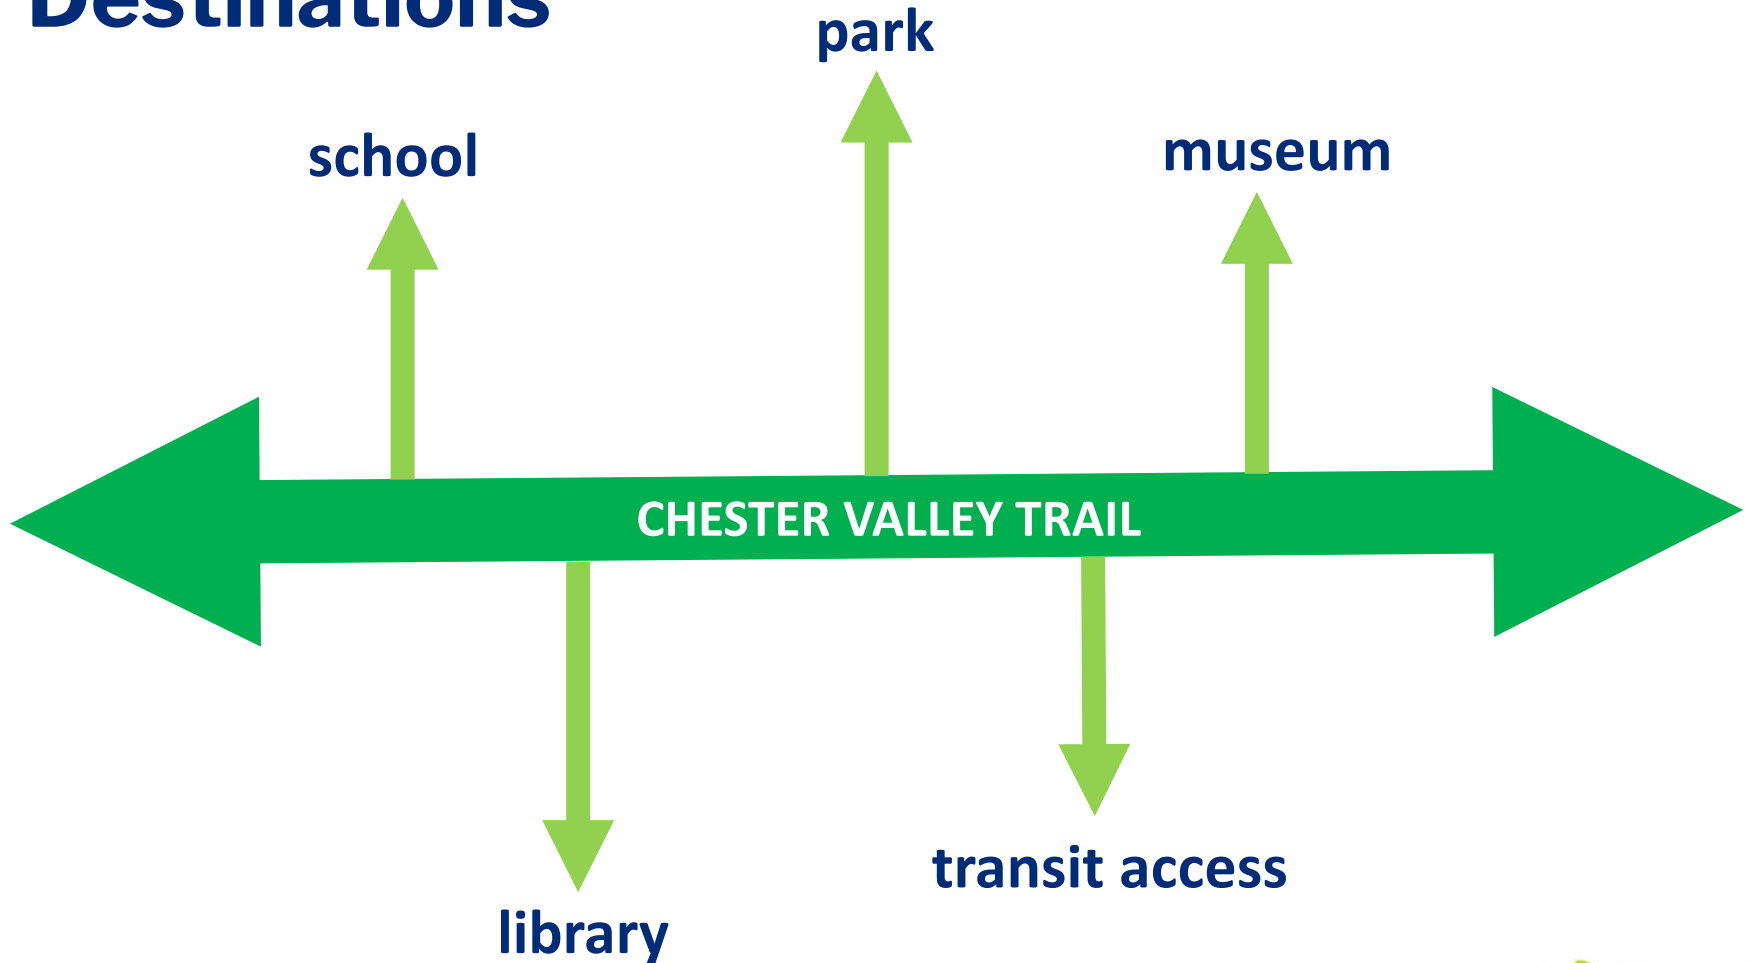 Destinations
park
school
museum
CHESTER VALLEY TRAIL
transit access
library